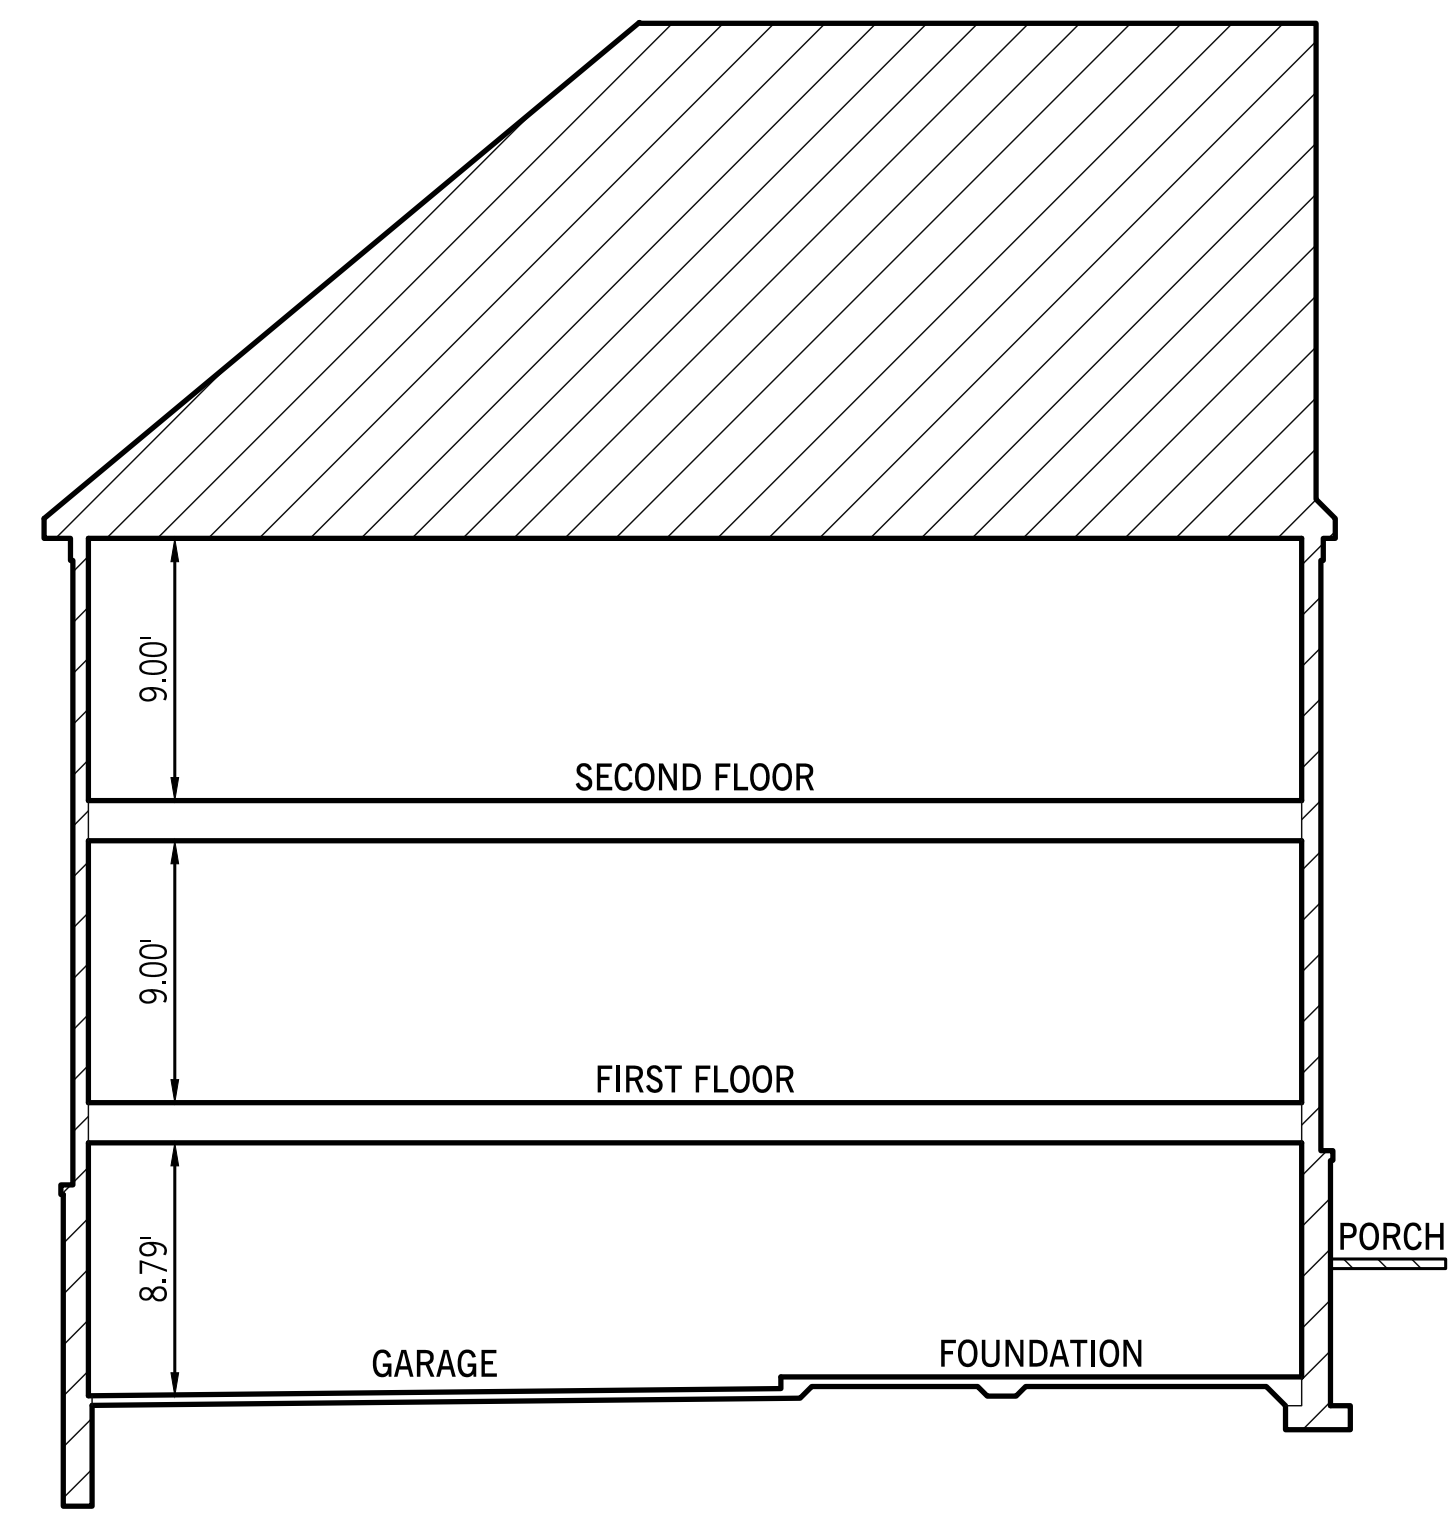 9.00'
SECOND FLOOR
9.00'
FIRST FLOOR
8.79'
PORCH
GARAGE
FOUNDATION